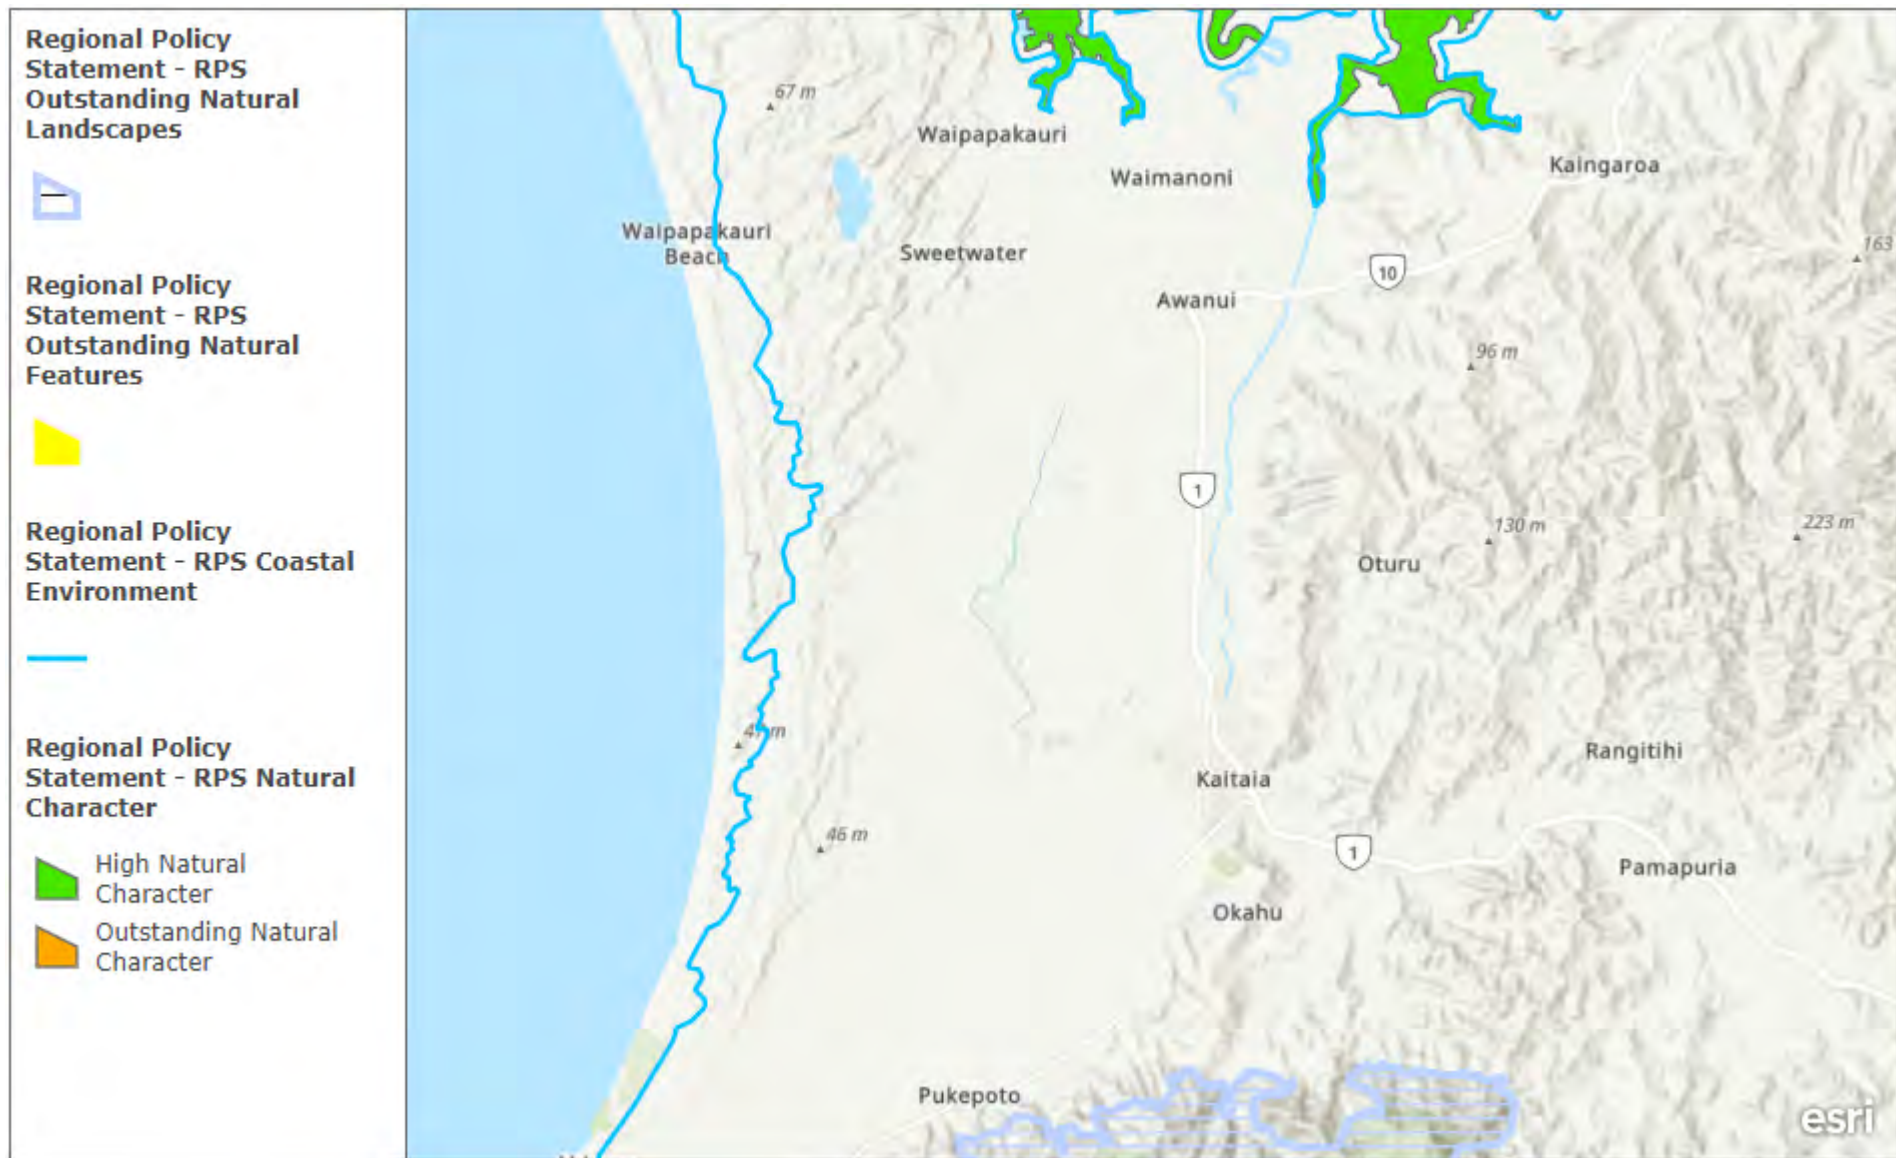 Regional Policy
Statement - RPS
Outstanding Natural
Landscapes
Regional Policy
Statement - RPS
Outstanding Natural
Features
Regional Policy
Statement - RPS Coastal
Environment
Regional Policy
Statement - RPS Natural
Character
High Natural
Character
Outstanding Natural
Character
67 m
Waipapakauri
Waimanoni
Kaingaroa
Waipapakauri
Beach
Sweetwater
163
10
Awanui
96 m
1
130 m
223 m
Oturu
47 m
Rangitihi
Kaitaia
46 m
1
Pamapuria
Okahu
Pukepoto
esri